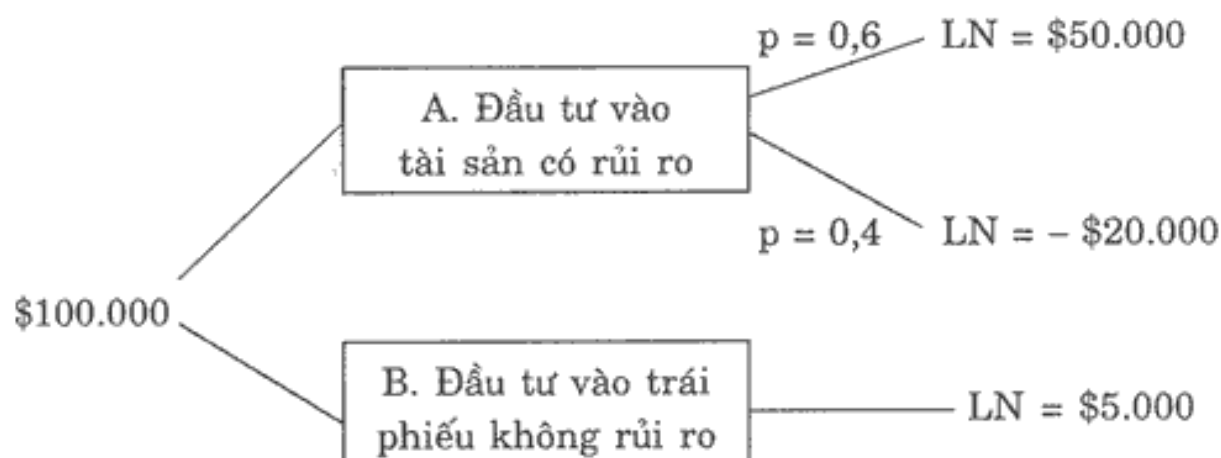 p = 0,6
LN = $50.000
A. Đầu tư vào
tài sản có rủi ro
p = 0,4
LN = – $20.000
$100.000
B. Đầu tư vào trái
phiếu không rủi ro
LN = $5.000